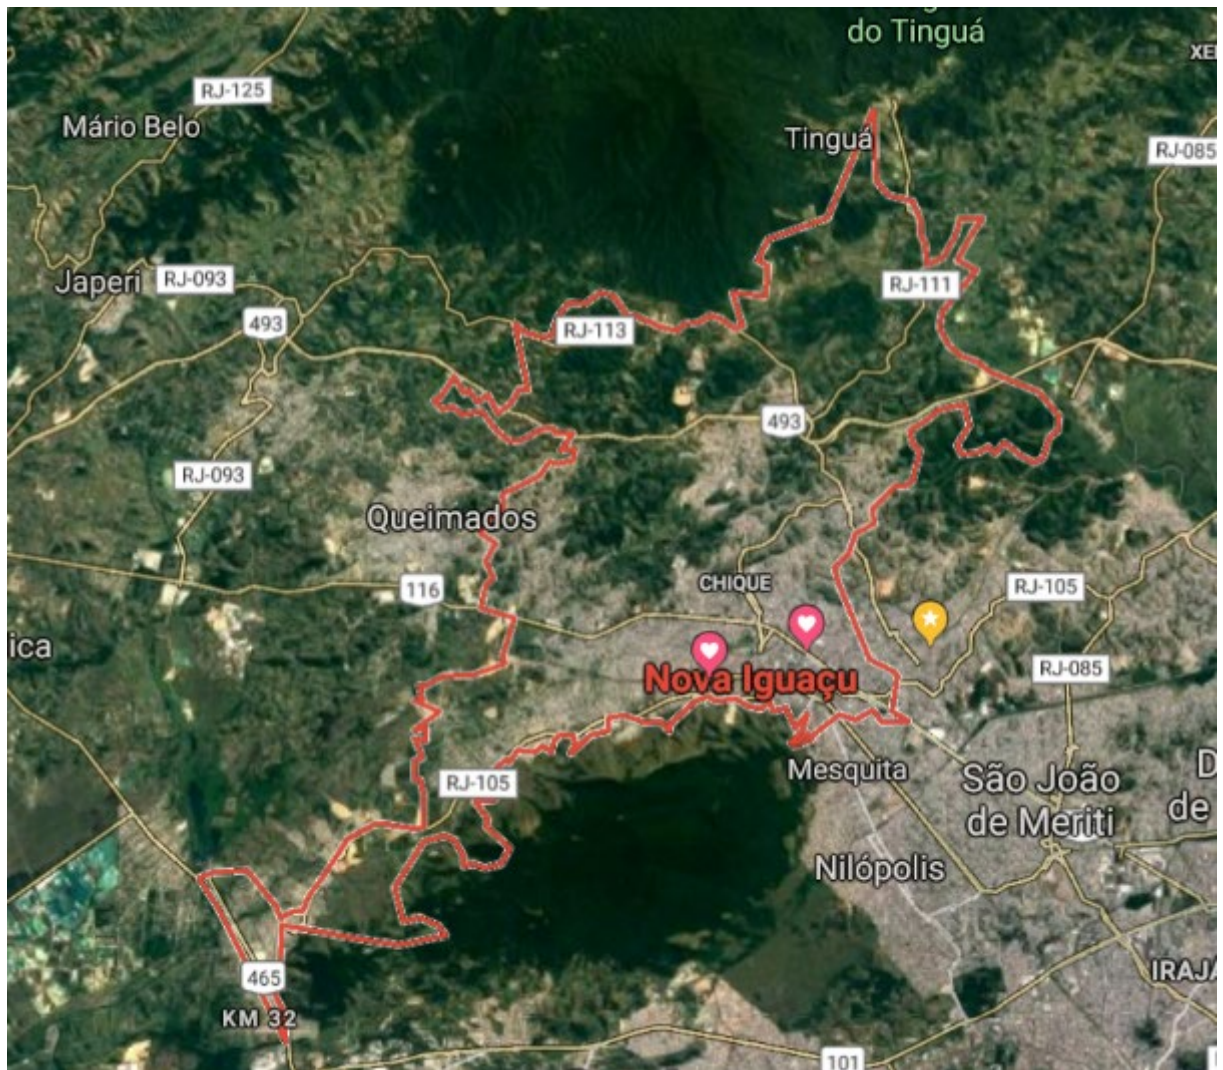 do Tinguá
RJ-125
Mário Belo
Tinguá
RJ-085
Japeri
RJ-093
RJ-111
493
RJ-113
493
RJ-093
Queimados
116
CHIQUE
RJ-105
RJ-085
Nova Iguaçu
RJ-105
Mesquita
São João
de Meriti
de
Nilópolis
465
KM 32
101